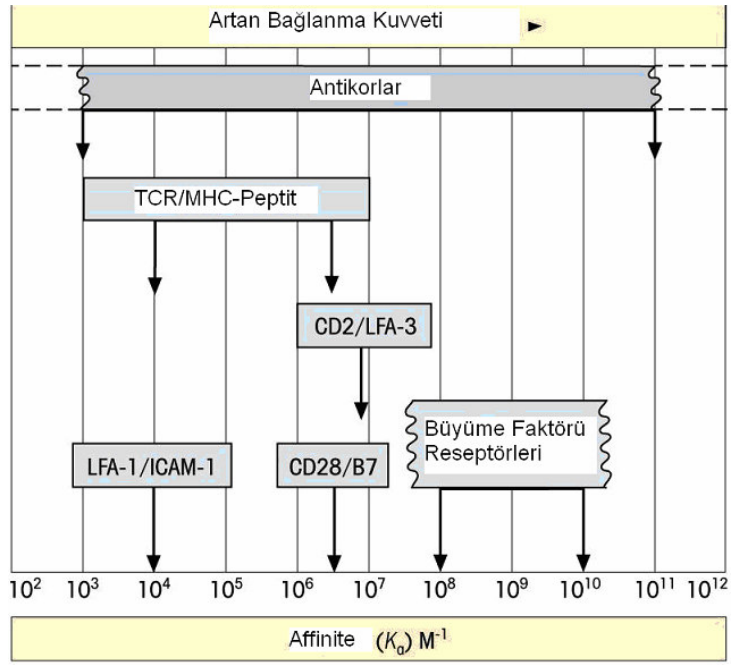 Artan Bağlanma Kuvveti ►
Antikorlar
TCR/MHC-Peptit
CD2/LFA-3
Büyüme Faktörü
Reseptörleri
LFA-1/ICAM-1
CD28/B7
10² 10³ 10⁴ 10⁵ 10⁶ 10⁷ 10⁸ 10⁹ 10¹⁰ 10¹¹ 10¹²
Affinite (Kₐ) M⁻¹